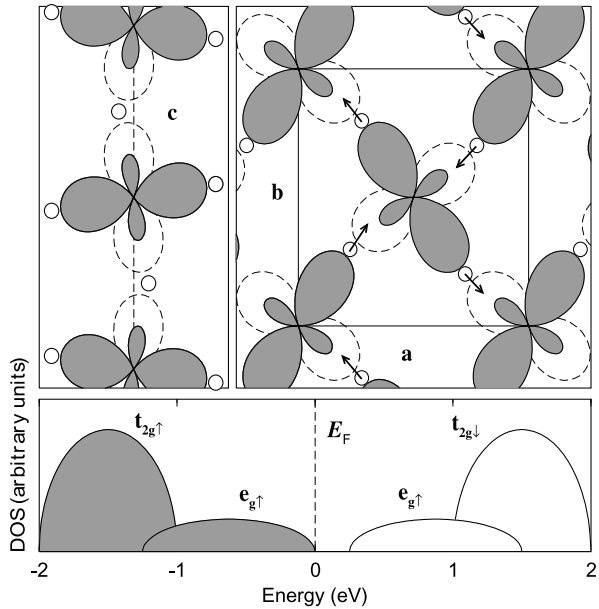 c
b
a
DOS (arbitrary units)
t2g↑
EF
t2g↓
eg↑
eg↑
-2
-1
0
1
2
Energy (eV)